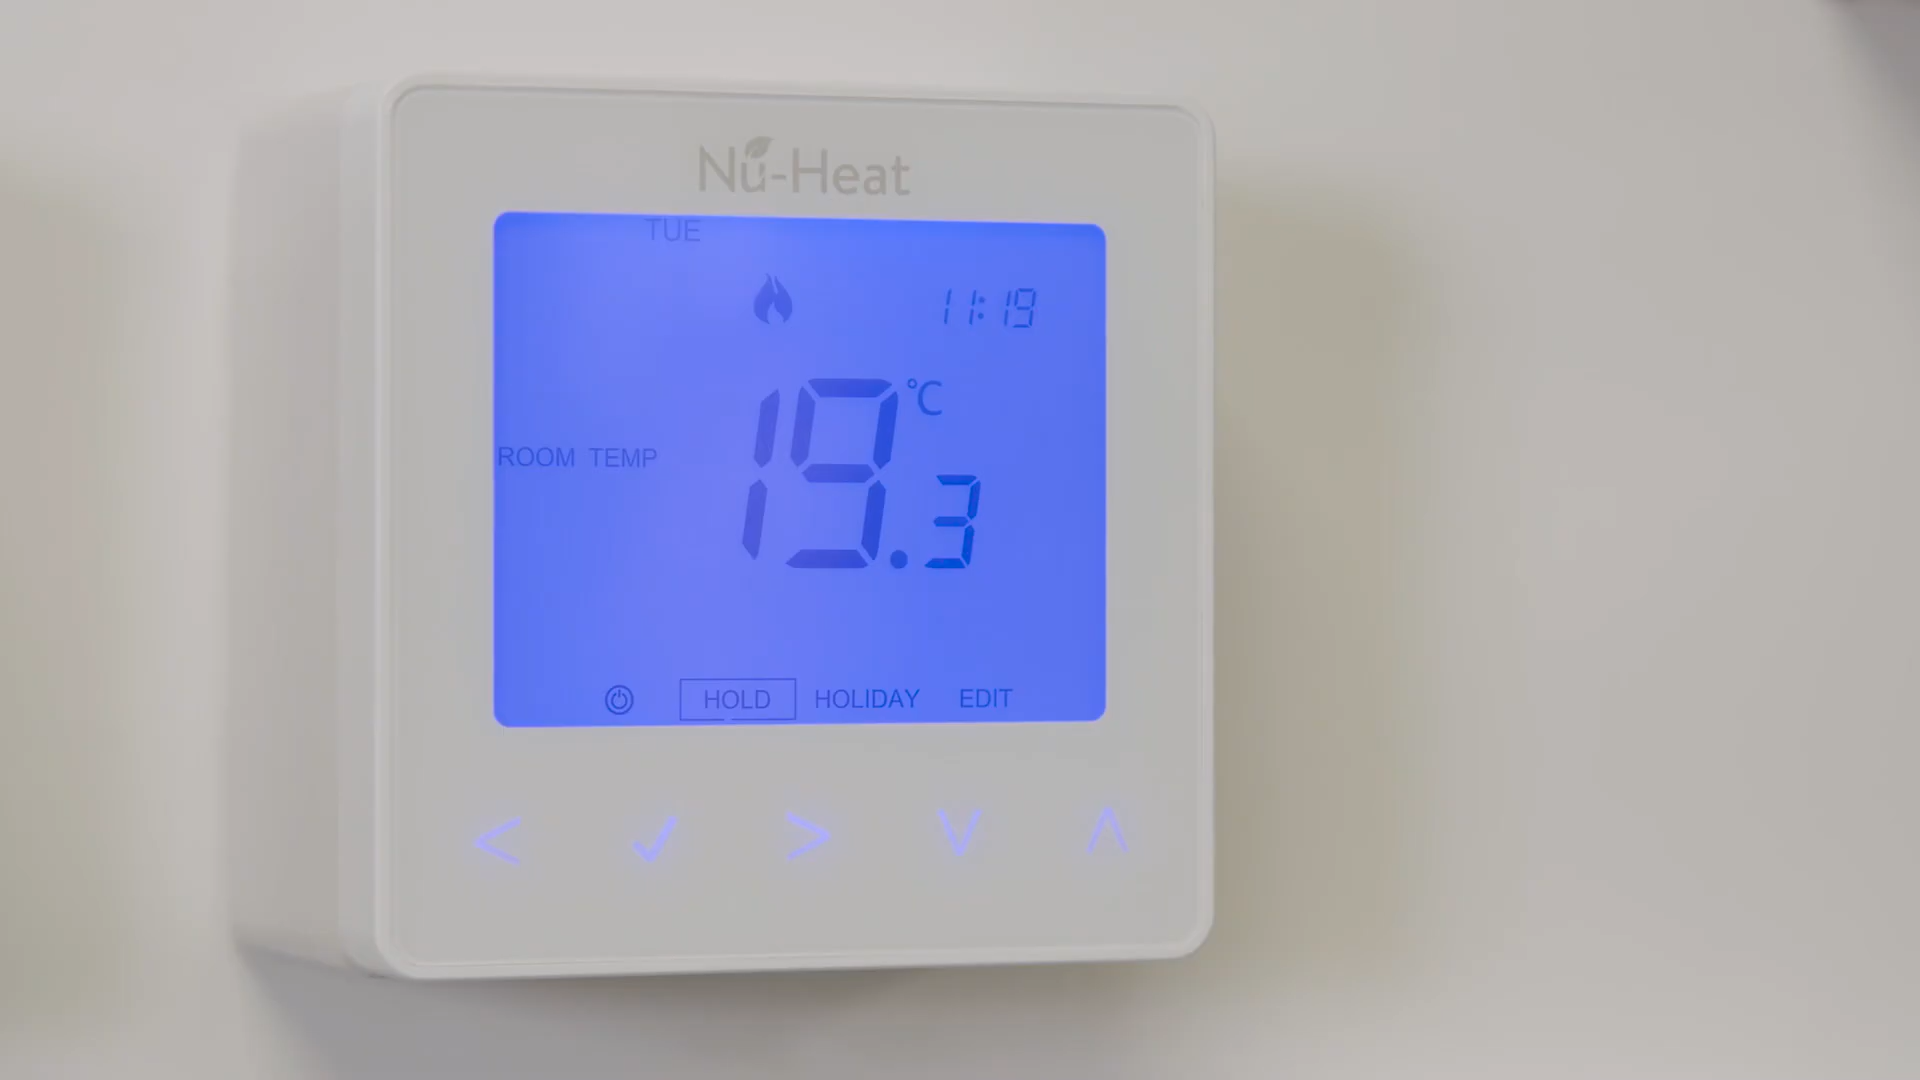 Nu-Heat
TUE
11:19
ROOM TEMP
19.3 °C
HOLD HOLIDAY EDIT